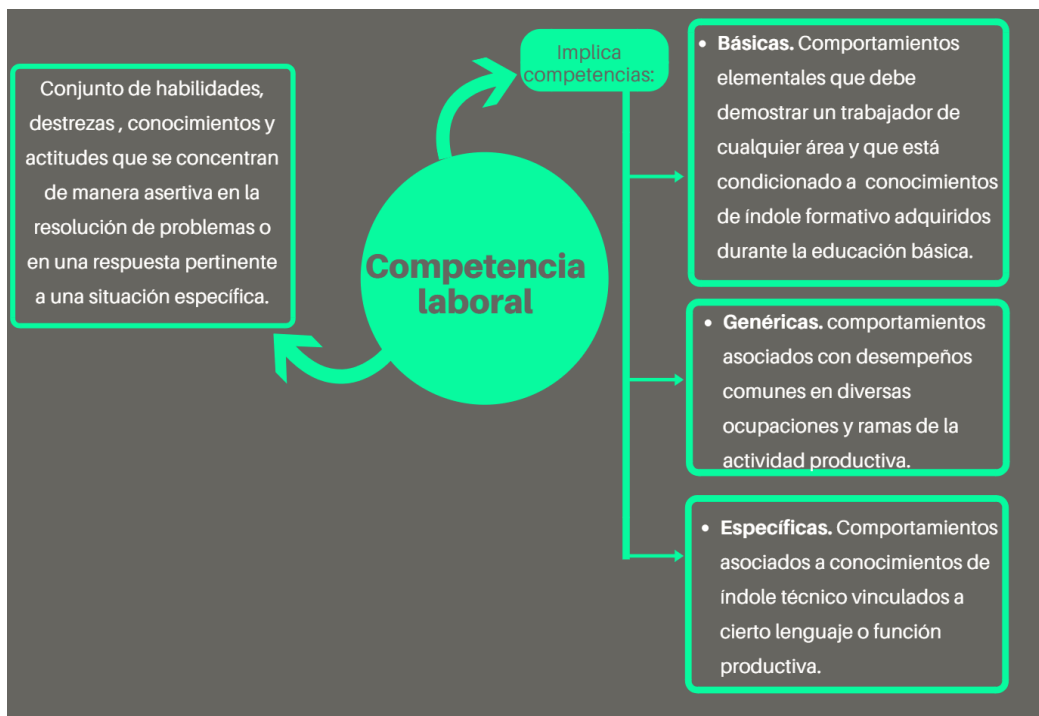 Conjunto de habilidades,
destrezas , conocimientos y
actitudes que se concentran
de manera asertiva en la
resolución de problemas o
en una respuesta pertinente
a una situación específica.
Competencia
laboral
Implica
competencias:
• Básicas. Comportamientos
elementales que debe
demostrar un trabajador de
cualquier área y que está
condicionado a conocimientos
de índole formativo adquiridos
durante la educación básica.
• Genéricas. comportamientos
asociados con desempeños
comunes en diversas
ocupaciones y ramas de la
actividad productiva.
• Específicas. Comportamientos
asociados a conocimientos de
índole técnico vinculados a
cierto lenguaje o función
productiva.